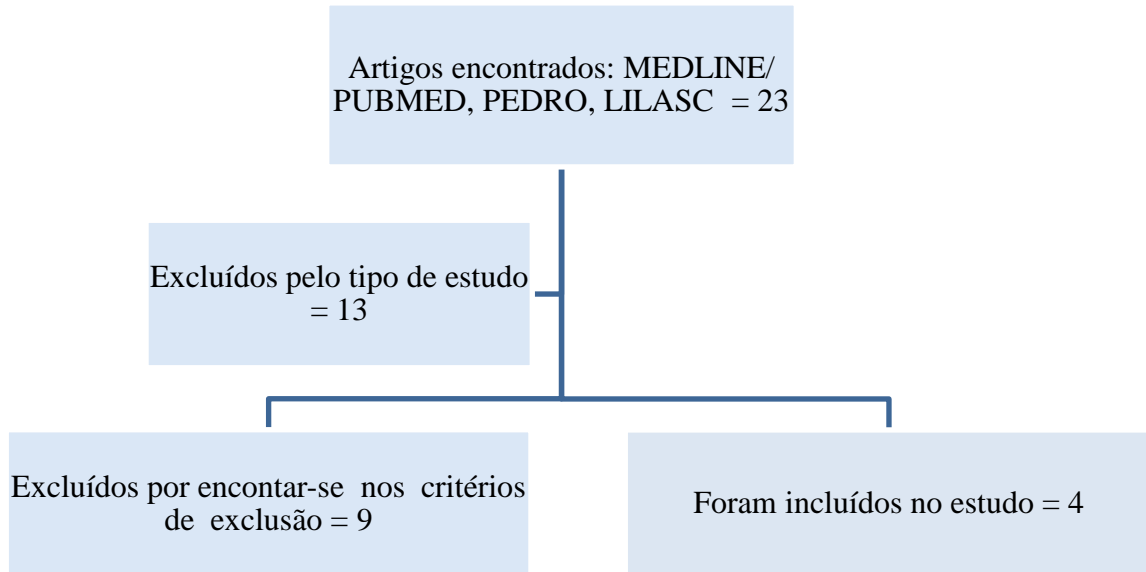 Artigos encontrados: MEDLINE/
PUBMED, PEDRO, LILASC = 23
Excluídos pelo tipo de estudo
= 13
Excluídos por encontar-se nos critérios
de exclusão = 9
Foram incluídos no estudo = 4